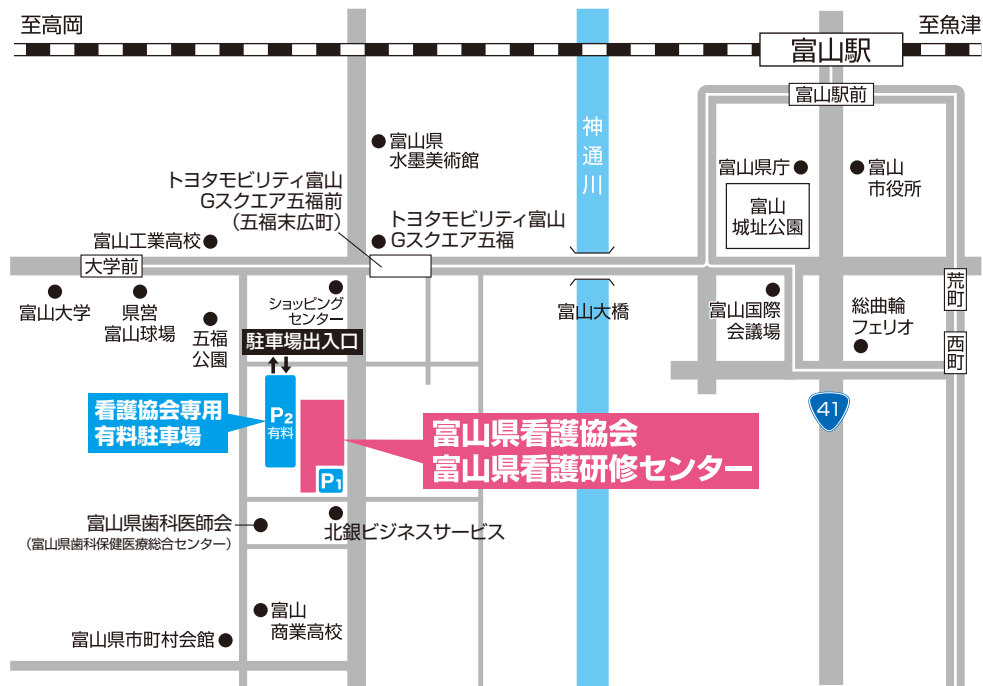 至高岡
至魚津
富山駅
富山駅前
神通川
富山県
水墨美術館
富山県庁
富山
市役所
富山
城址公園
トヨタモビリティ富山
Gスクエア五福前
(五福末広町)
トヨタモビリティ富山
Gスクエア五福
富山工業高校
大学前
荒町
富山大学
県営
富山球場
五福
公園
ショッピング
センター
富山大橋
富山国際
会議場
総曲輪
フェリオ
西町
駐車場出入口
41
看護協会専用
有料駐車場
P2
有料
富山県看護協会
富山県看護研修センター
P1
富山県歯科医師会
(富山県歯科保健医療総合センター)
北銀ビジネスサービス
富山
商業高校
富山県市町村会館